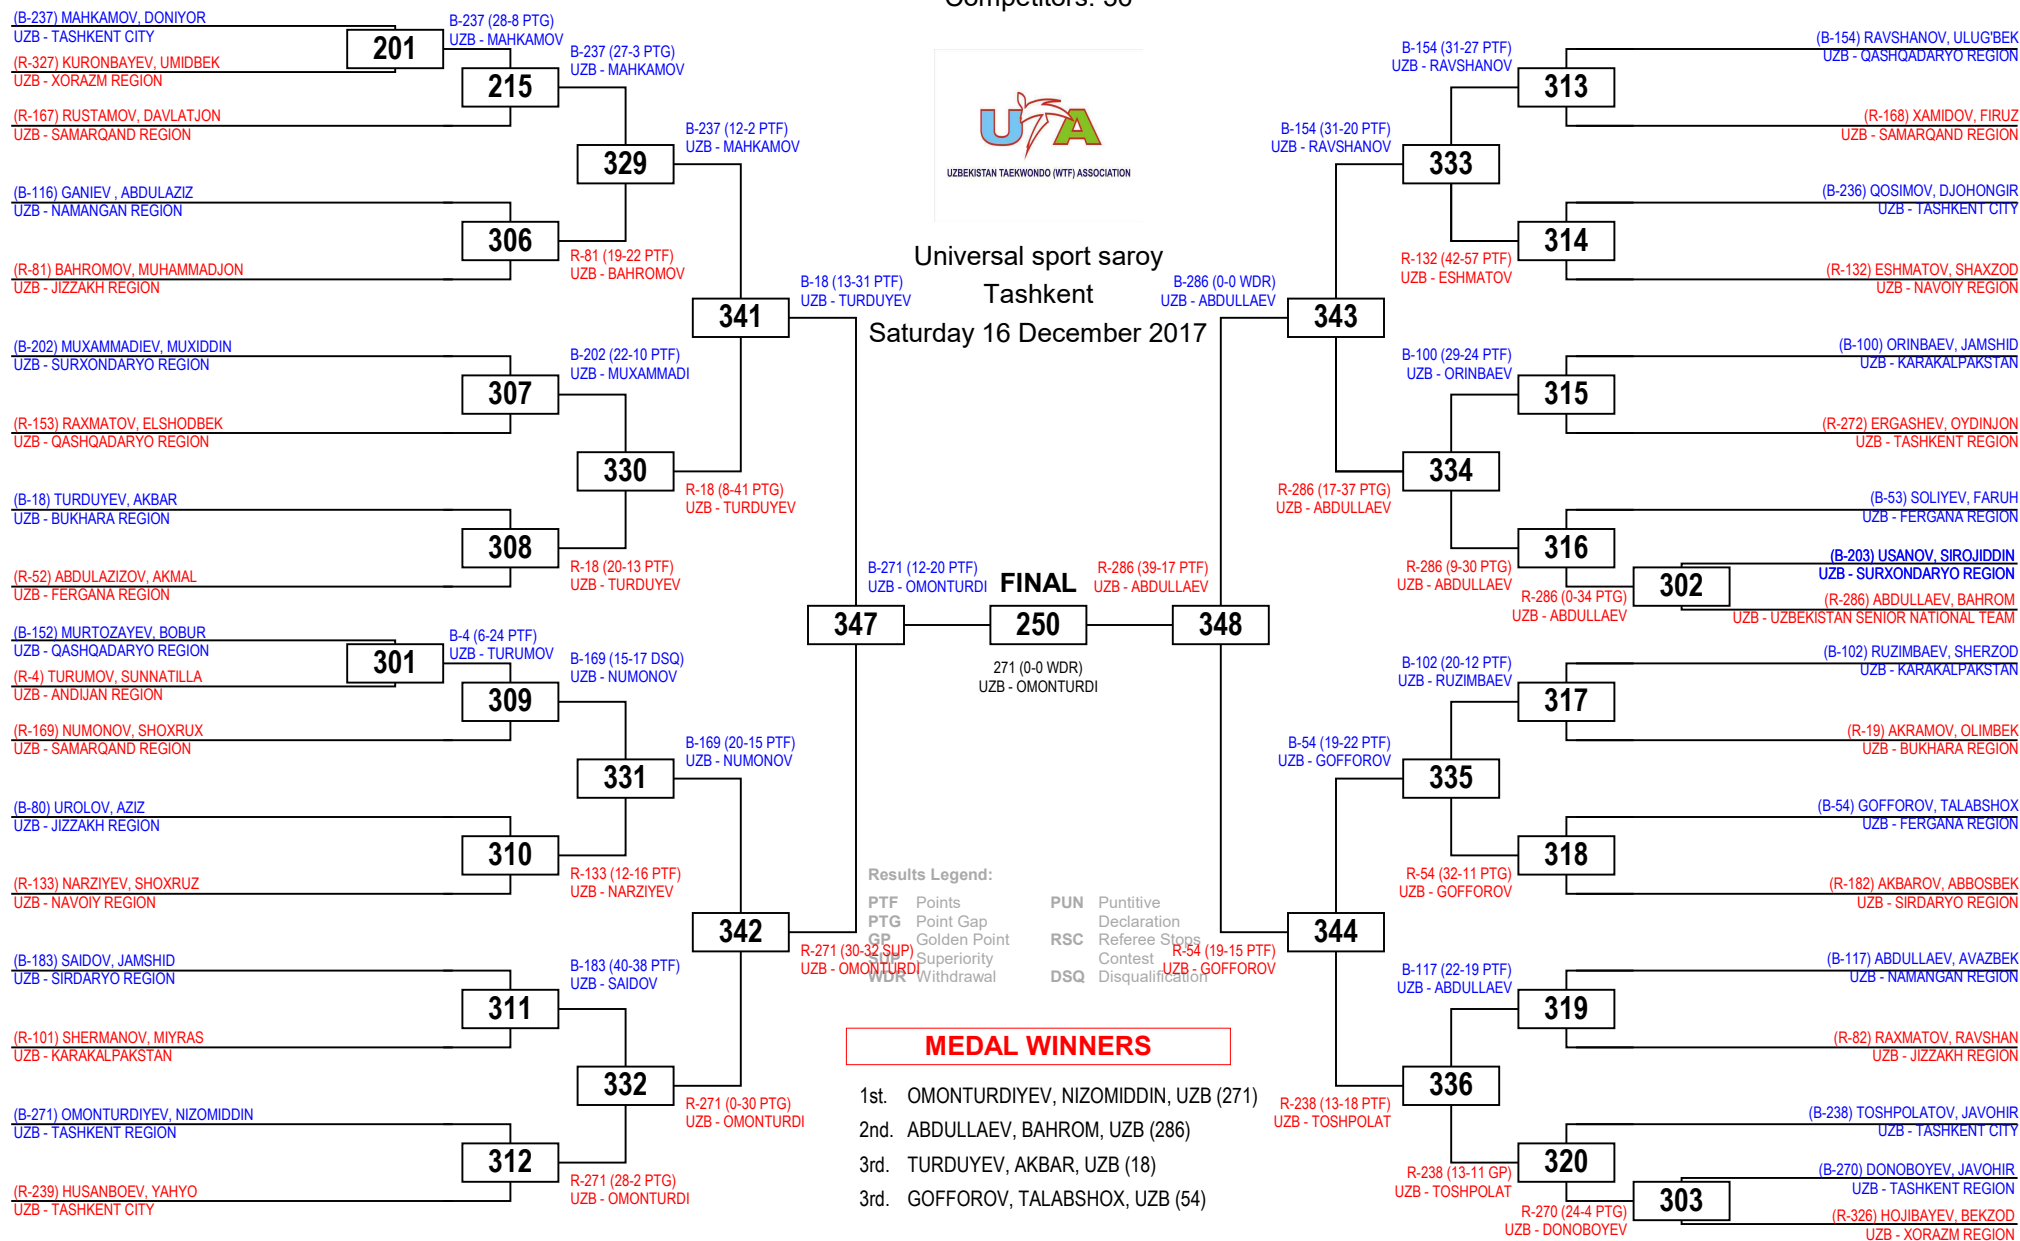 Competitors: 36
(B-237) MAHKAMOV, DONIYOR
UZB - TASHKENT CITY
(R-327) KURONBAYEV, UMIDBEK
UZB - XORAZM REGION
(R-167) RUSTAMOV, DAVLATJON
UZB - SAMARQAND REGION
(B-116) GANIEV , ABDULAZIZ
UZB - NAMANGAN REGION
(R-81) BAHROMOV, MUHAMMADJON
UZB - JIZZAKH REGION
(B-202) MUXAMMADIEV, MUXIDDIN
UZB - SURXONDARYO REGION
(R-153) RAXMATOV, ELSHODBEK
UZB - QASHQADARYO REGION
(B-18) TURDUYEV, AKBAR
UZB - BUKHARA REGION
(R-52) ABDULAZIZOV, AKMAL
UZB - FERGANA REGION
(B-152) MURTOZAYEV, BOBUR
UZB - QASHQADARYO REGION
(R-4) TURUMOV, SUNNATILLA
UZB - ANDIJAN REGION
(R-169) NUMONOV, SHOXRUX
UZB - SAMARQAND REGION
(B-80) UROLOV, AZIZ
UZB - JIZZAKH REGION
(R-133) NARZIYEV, SHOXRUZ
UZB - NAVOIY REGION
(B-183) SAIDOV, JAMSHID
UZB - SIRDARYO REGION
(R-101) SHERMANOV, MIYRAS
UZB - KARAKALPAKSTAN
(B-271) OMONTURDIYEV, NIZOMIDDIN
UZB - TASHKENT REGION
(R-239) HUSANBOEV, YAHYO
UZB - TASHKENT CITY
201
B-237 (28-8 PTG)
UZB - MAHKAMOV
301
B-4 (6-24 PTF)
UZB - TURUMOV
215
B-237 (27-3 PTG)
UZB - MAHKAMOV
306
R-81 (19-22 PTF)
UZB - BAHROMOV
307
B-202 (22-10 PTF)
UZB - MUXAMMADI
308
R-18 (20-13 PTF)
UZB - TURDUYEV
309
B-169 (15-17 DSQ)
UZB - NUMONOV
310
R-133 (12-16 PTF)
UZB - NARZIYEV
311
B-183 (40-38 PTF)
UZB - SAIDOV
312
R-271 (28-2 PTG)
UZB - OMONTURDI
329
B-237 (12-2 PTF)
UZB - MAHKAMOV
330
R-18 (8-41 PTG)
UZB - TURDUYEV
331
B-169 (20-15 PTF)
UZB - NUMONOV
332
R-271 (0-30 PTG)
UZB - OMONTURDI
341
B-18 (13-31 PTF)
UZB - TURDUYEV
342
R-271 (30-32 SUP)
UZB - OMONTURDI
347
B-271 (12-20 PTF)
UZB - OMONTURDI
UTA
UZBEKISTAN TAEKWONDO (WTF) ASSOCIATION
Universal sport saroy
Tashkent
Saturday 16 December 2017
FINAL
250
271 (0-0 WDR)
UZB - OMONTURDI
R-286 (39-17 PTF)
UZB - ABDULLAEV
348
B-286 (0-0 WDR)
UZB - ABDULLAEV
343
R-54 (19-15 PTF)
UZB - GOFFOROV
344
B-154 (31-20 PTF)
UZB - RAVSHANOV
333
R-286 (17-37 PTG)
UZB - ABDULLAEV
334
B-54 (19-22 PTF)
UZB - GOFFOROV
335
R-238 (13-18 PTF)
UZB - TOSHPOLAT
336
B-154 (31-27 PTF)
UZB - RAVSHANOV
313
R-132 (42-57 PTF)
UZB - ESHMATOV
314
B-100 (29-24 PTF)
UZB - ORINBAEV
315
R-286 (9-30 PTG)
UZB - ABDULLAEV
316
R-286 (0-34 PTG)
UZB - ABDULLAEV
302
B-102 (20-12 PTF)
UZB - RUZIMBAEV
317
R-54 (32-11 PTG)
UZB - GOFFOROV
318
B-117 (22-19 PTF)
UZB - ABDULLAEV
319
R-238 (13-11 GP)
UZB - TOSHPOLAT
320
R-270 (24-4 PTG)
UZB - DONOBOYEV
303
(B-154) RAVSHANOV, ULUG'BEK
UZB - QASHQADARYO REGION
(R-168) XAMIDOV, FIRUZ
UZB - SAMARQAND REGION
(B-236) QOSIMOV, DJOHONGIR
UZB - TASHKENT CITY
(R-132) ESHMATOV, SHAXZOD
UZB - NAVOIY REGION
(B-100) ORINBAEV, JAMSHID
UZB - KARAKALPAKSTAN
(R-272) ERGASHEV, OYDINJON
UZB - TASHKENT REGION
(B-53) SOLIYEV, FARUH
UZB - FERGANA REGION
(B-203) USANOV, SIROJIDDIN
UZB - SURXONDARYO REGION
(R-286) ABDULLAEV, BAHROM
UZB - UZBEKISTAN SENIOR NATIONAL TEAM
(B-102) RUZIMBAEV, SHERZOD
UZB - KARAKALPAKSTAN
(R-19) AKRAMOV, OLIMBEK
UZB - BUKHARA REGION
(B-54) GOFFOROV, TALABSHOX
UZB - FERGANA REGION
(R-182) AKBAROV, ABBOSBEK
UZB - SIRDARYO REGION
(B-117) ABDULLAEV, AVAZBEK
UZB - NAMANGAN REGION
(R-82) RAXMATOV, RAVSHAN
UZB - JIZZAKH REGION
(B-238) TOSHPOLATOV, JAVOHIR
UZB - TASHKENT CITY
(B-270) DONOBOYEV, JAVOHIR
UZB - TASHKENT REGION
(R-326) HOJIBAYEV, BEKZOD
UZB - XORAZM REGION
Results Legend:
PTF Points
PTG Point Gap
GP Golden Point
SUP Superiority
WDR Withdrawal
PUN Puntitive
Declaration
RSC Referee Stops
Contest
DSQ Disqualification
MEDAL WINNERS
1st. OMONTURDIYEV, NIZOMIDDIN, UZB (271)
2nd. ABDULLAEV, BAHROM, UZB (286)
3rd. TURDUYEV, AKBAR, UZB (18)
3rd. GOFFOROV, TALABSHOX, UZB (54)